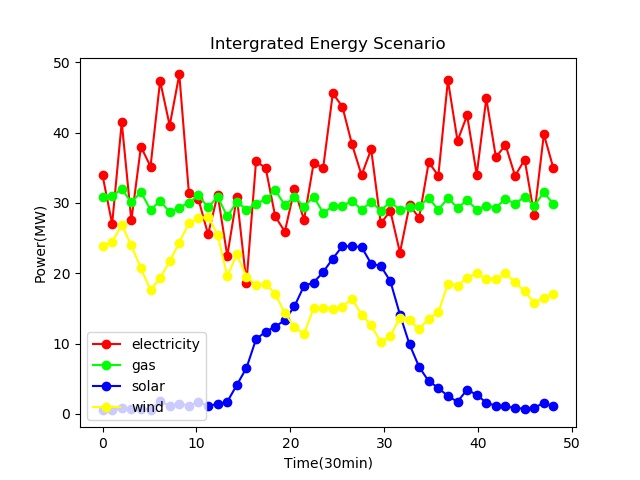 Intergrated Energy Scenario
Power(MW)
50
40
30
20
10
0
electricity
gas
solar
wind
0 10 20 30 40 50
Time(30min)